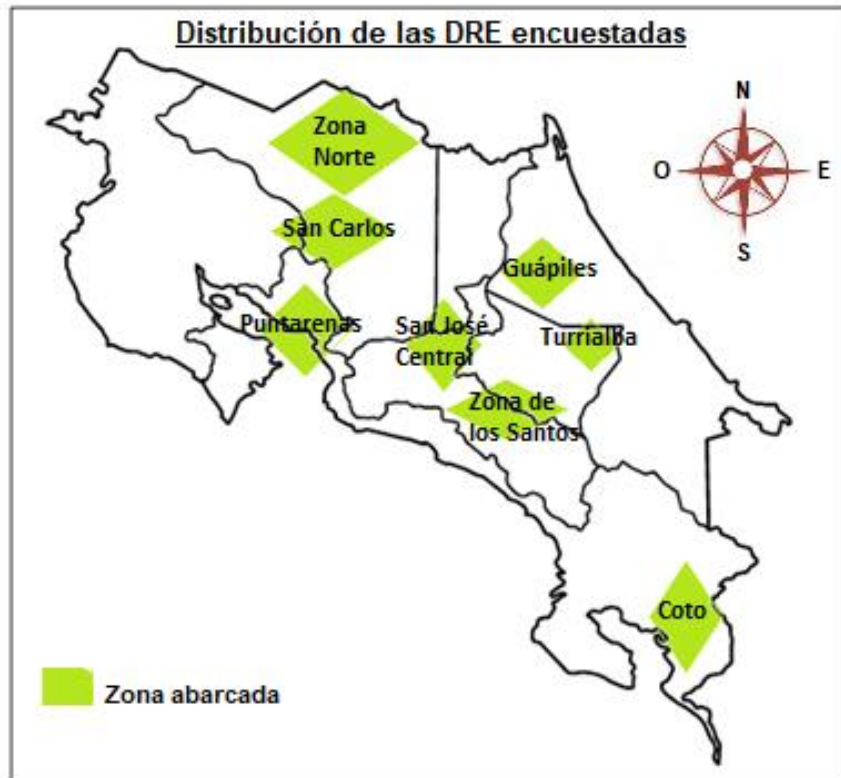 Distribución de las DRE encuestadas
N
O
E
S
Zona
Norte
San Carlos
Guápiles
Puntarenas
San José
Central
Turrialba
Zona de
los Santos
Coto
Zona abarcada